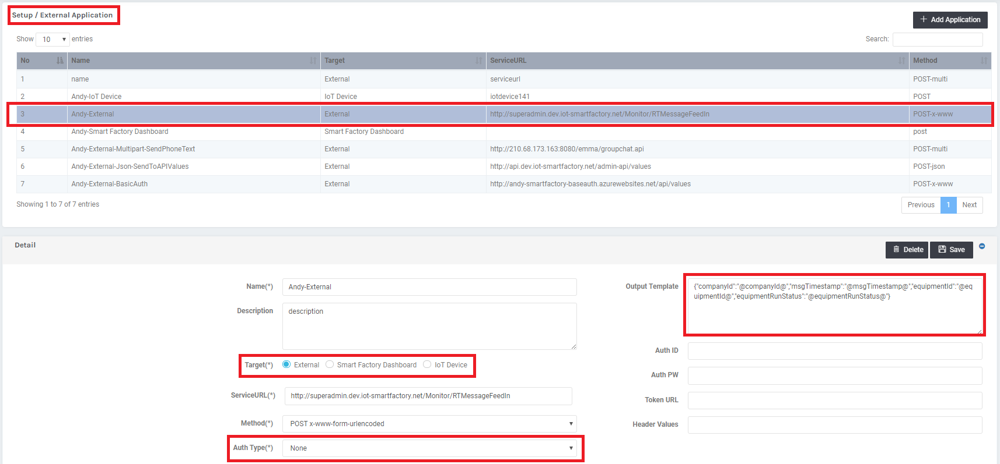 Setup / External Application
+ Add Application
Show 10 entries
Search:
No Name Target ServiceURL Method
1 name External serviceurl POST-multi
2 Andy-IoT Device IoT Device iotdevice141 POST
3 Andy-External External http://superadmin.dev.iot-smartfactory.net/Monitor/RTMessageFeedIn POST-x-www
4 Andy-Smart Factory Dashboard Smart Factory Dashboard post
5 Andy-External-Multipart-SendPhoneText External http://210.68.173.163:8080/emma/groupchat.api POST-multi
6 Andy-External-Json-SendToAPIValues External http://api.dev.iot-smartfactory.net/admin-api/values POST-json
7 Andy-External-BasicAuth External http://andy-smartfactory-baseauth.azurewebsites.net/api/values POST-x-www
Showing 1 to 7 of 7 entries
Previous 1 Next
Detail
Delete Save
Name(*) Andy-External
Description description
Target(*) External Smart Factory Dashboard IoT Device
ServiceURL(*) http://superadmin.dev.iot-smartfactory.net/Monitor/RTMessageFeedIn
Method(*) POST x-www-form-urlencoded
Auth Type(*) None
Output Template {"companyId":"@companyId@","msgTimestamp":"@msgTimestamp@","equipmentId":"@eq
uipmentId@","equipmentRunStatus":"@equipmentRunStatus@"}
Auth ID
Auth PW
Token URL
Header Values